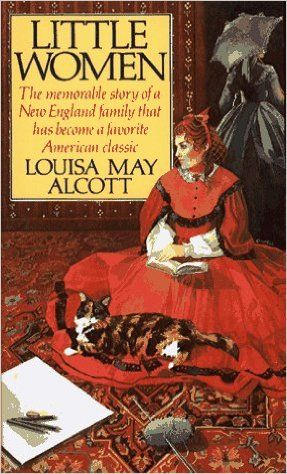 LITTLE
WOMEN
The memorable story of a
New England family that
has become a favorite
American classic
LOUISA MAY
ALCOTT